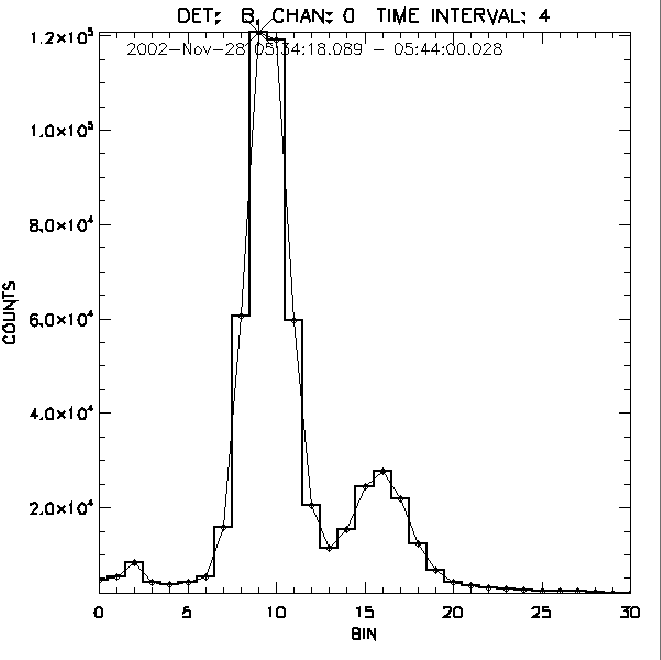 DET: B, CHAN: 0 TIME INTERVAL: 4
2002-Nov-28 05:34:18.089 - 05:44:00.028
1.2×10⁵
1.0×10⁵
8.0×10⁴
6.0×10⁴
4.0×10⁴
2.0×10⁴
COUNTS
0 5 10 15 20 25 30
BIN